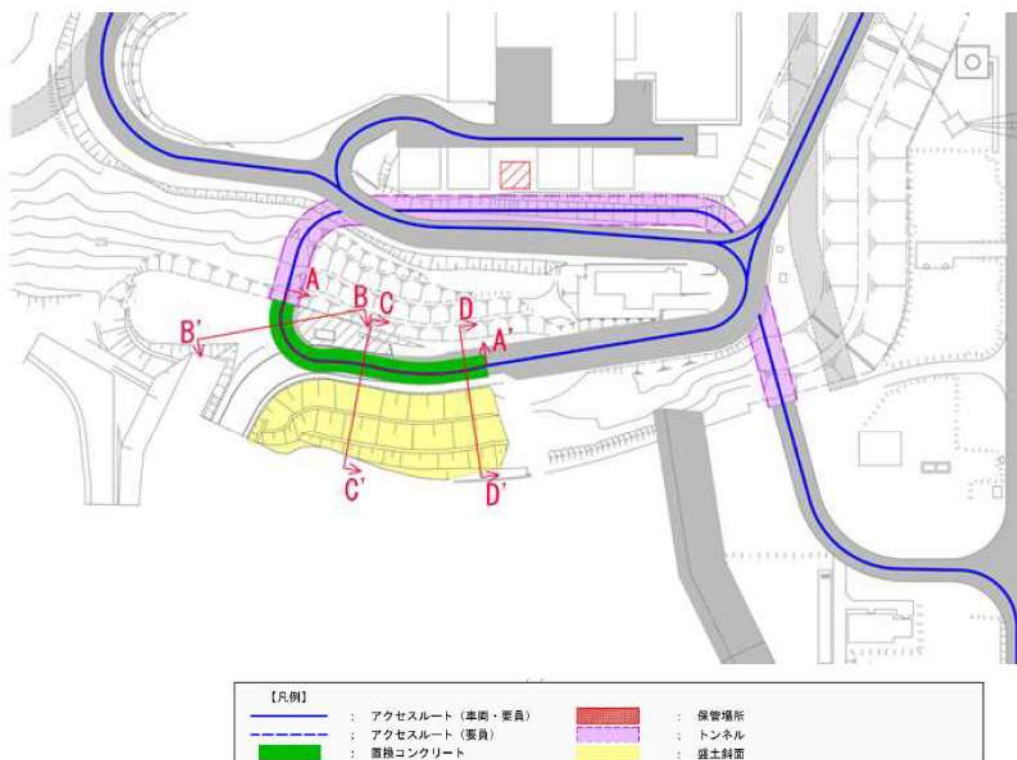 A
B
C
D
A'
B'
C'
D'
【凡例】
： アクセスルート（車両・要員）
： 保管場所
： アクセスルート（要員）
： トンネル
： 置換コンクリート
： 盛土斜面